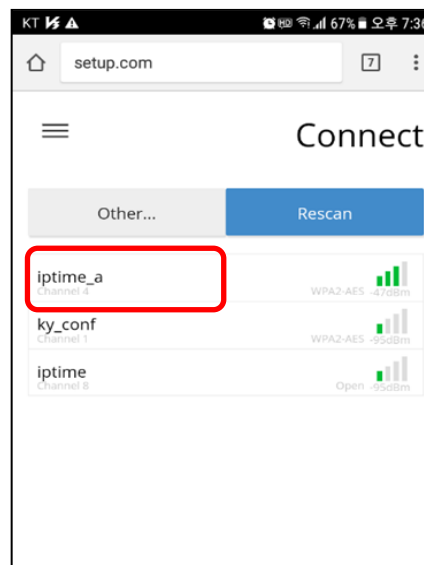 KT 67% 오후 7:36
setup.com 7
Connect
Other... Rescan
iptime_a
Channel 4 WPA2-AES -47dBm
ky_conf
Channel 1 WPA2-AES -95dBm
iptime
Channel 8 Open -95dBm